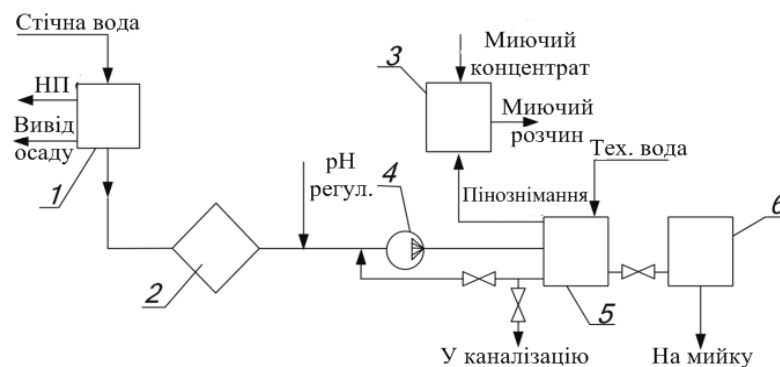 Стічна вода
НП
Вивід
осаду
1
2
pH
регул.
4
3
Миючий
концентрат
Миючий
розчин
Тех. вода
Пінознімання
5
6
У каналізацію
На мийку